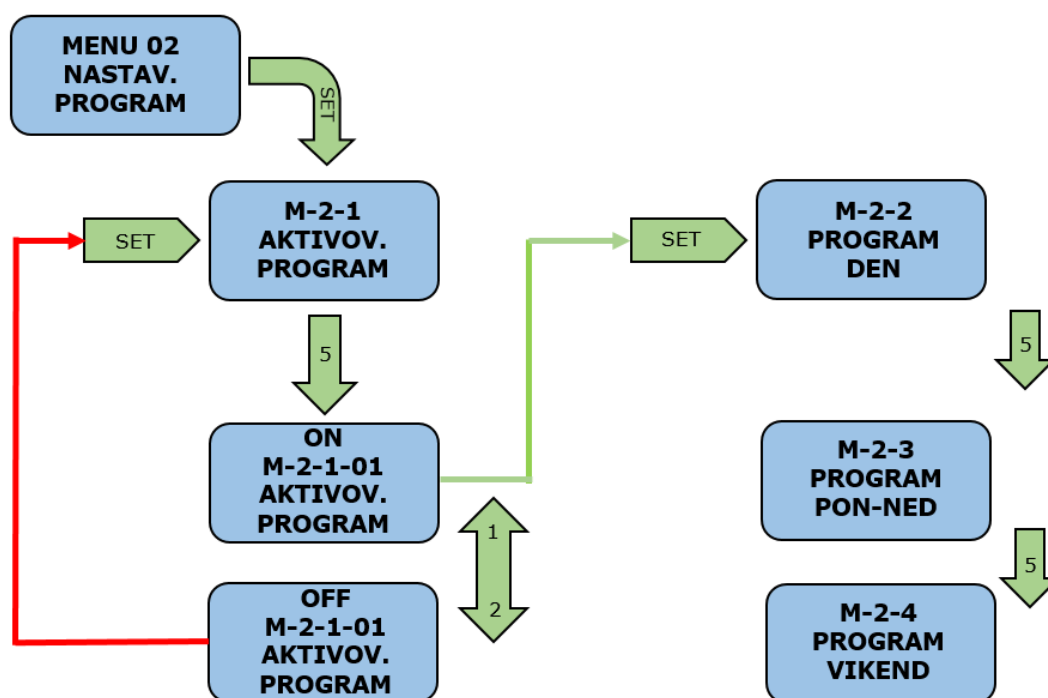 MENU 02
NASTAV.
PROGRAM
SET
SET
M-2-1
AKTIVOV.
PROGRAM
5
ON
M-2-1-01
AKTIVOV.
PROGRAM
1
2
OFF
M-2-1-01
AKTIVOV.
PROGRAM
SET
M-2-2
PROGRAM
DEN
5
M-2-3
PROGRAM
PON-NED
5
M-2-4
PROGRAM
VIKEND